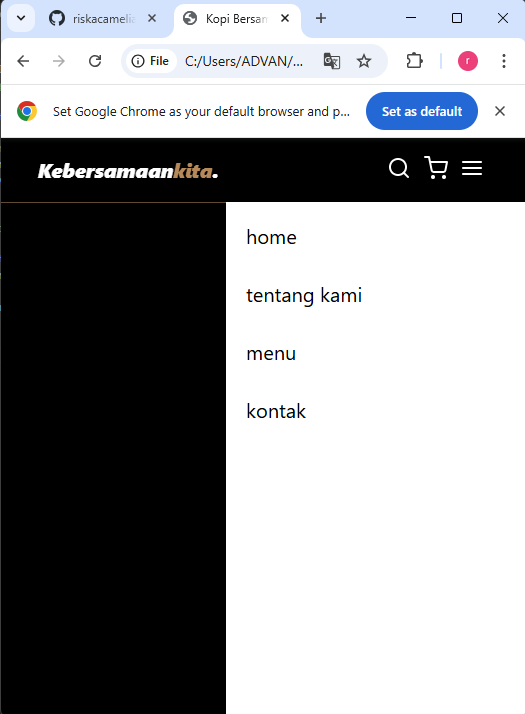 riskacamelia
Kopi Bersam
File
C:/Users/ADVAN/...
r
Set Google Chrome as your default browser and p...
Set as default
Kebersamaankita.
home
tentang kami
menu
kontak